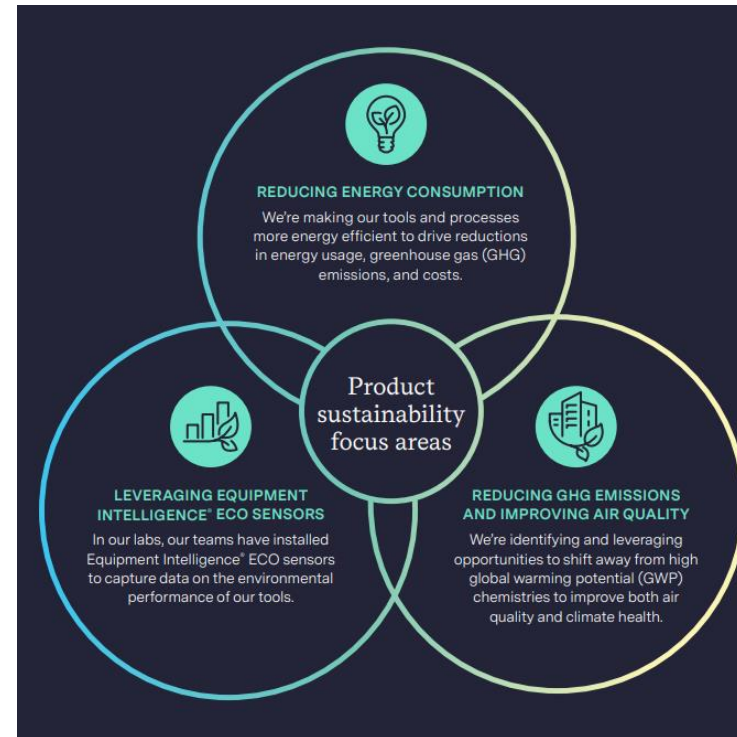 REDUCING ENERGY CONSUMPTION
We're making our tools and processes
more energy efficient to drive reductions
in energy usage, greenhouse gas (GHG)
emissions, and costs.
Product
sustainability
focus areas
LEVERAGING EQUIPMENT
INTELLIGENCE® ECO SENSORS
In our labs, our teams have installed
Equipment Intelligence® ECO sensors
to capture data on the environmental
performance of our tools.
REDUCING GHG EMISSIONS
AND IMPROVING AIR QUALITY
We're identifying and leveraging
opportunities to shift away from high
global warming potential (GWP)
chemistries to improve both air
quality and climate health.